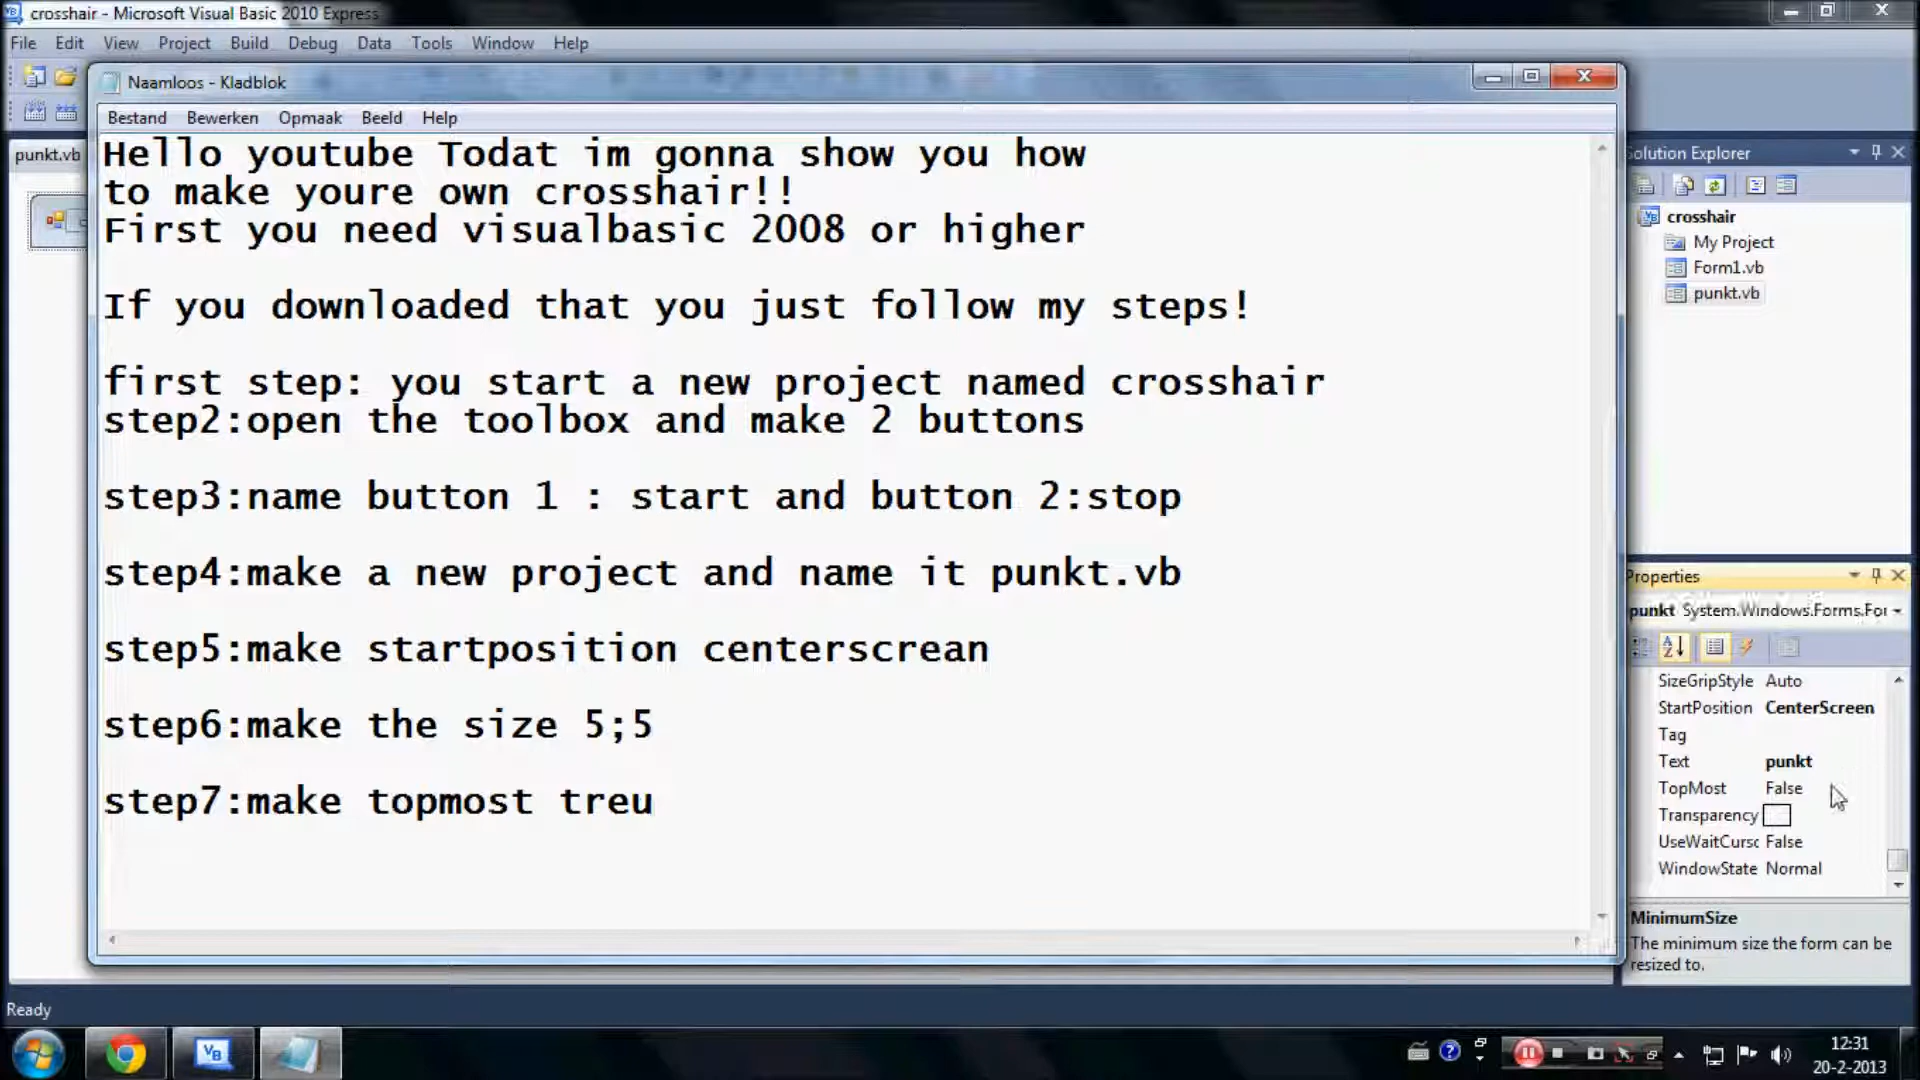 crosshair - Microsoft Visual Basic 2010 Express
File Edit View Project Build Debug Data Tools Window Help
Naamloos - Kladblok
Bestand Bewerken Opmaak Beeld Help
punkt.vb
Hello youtube Todat im gonna show you how
to make youre own crosshair!!
First you need visualbasic 2008 or higher
If you downloaded that you just follow my steps!
first step: you start a new project named crosshair
step2:open the toolbox and make 2 buttons
step3:name button 1 : start and button 2:stop
step4:make a new project and name it punkt.vb
step5:make startposition centerscrean
step6:make the size 5;5
step7:make topmost treu
Solution Explorer
crosshair
My Project
Form1.vb
punkt.vb
Properties
punkt System.Windows.Forms.For
SizeGripStyle Auto
StartPosition CenterScreen
Tag
Text punkt
TopMost False
Transparency
UseWaitCursc False
WindowState Normal
MinimumSize
The minimum size the form can be
resized to.
Ready
12:31
20-2-2013